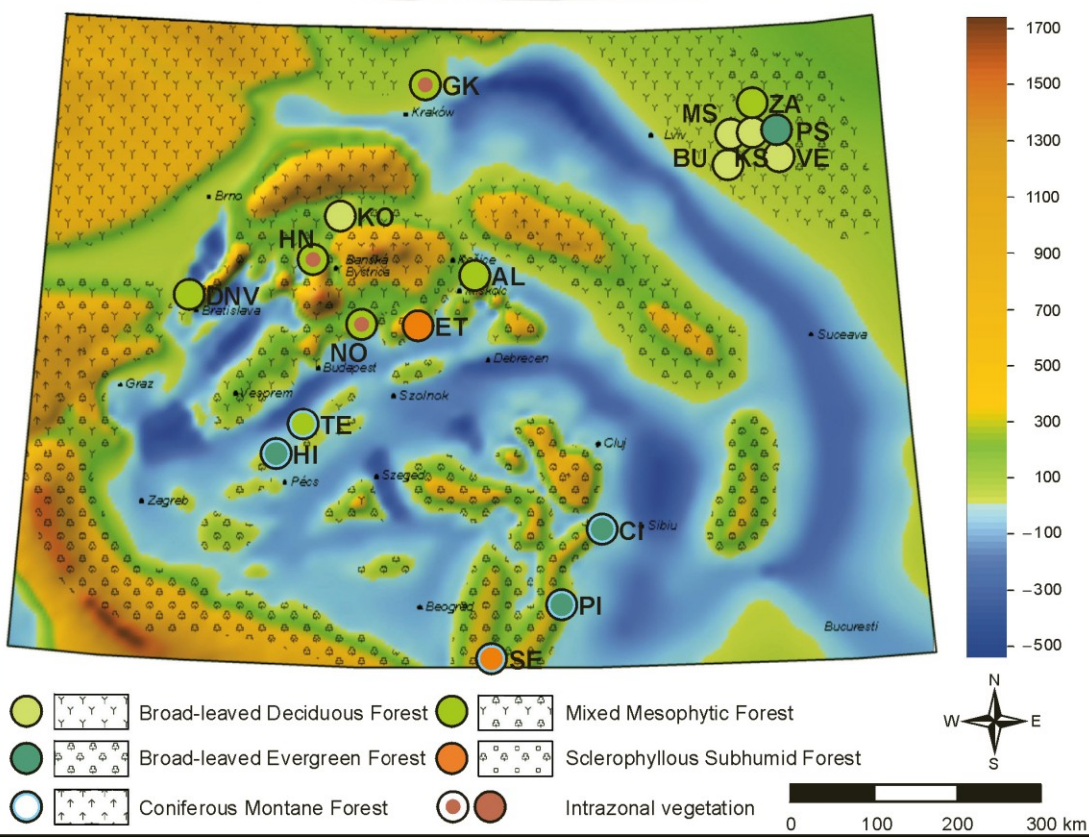 GK
Kraków
MS ZA
Lviv PS
BU KS VE
Brno
KO
HN
Banská
Bystrica
Košice
AL
Miskolc
DNV
Bratislava
ET
NO
Budapest
Debrecen
Suceava
Graz
Vesprem
Szolnok
TE
HI
Cluj
Pécs
Szeged
Zagreb
CI
Sibiu
PI
Beograd
Bucuresti
SE
1700
1500
1300
1100
900
700
500
300
100
−100
−300
−500
Broad-leaved Deciduous Forest
Mixed Mesophytic Forest
Broad-leaved Evergreen Forest
Sclerophyllous Subhumid Forest
Coniferous Montane Forest
Intrazonal vegetation
N
W E
S
0 100 200 300 km